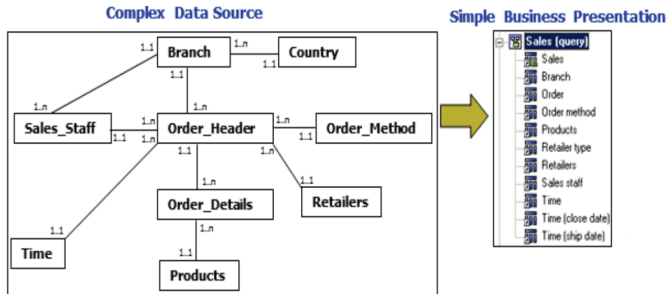 Complex Data Source
Simple Business Presentation
1..1
Branch
1..n
1..1
Country
1..1
1..n
1..n
Sales_Staff
1..1
1..n
1..n
Order_Header
1..n
1..1
Order_Method
1..1
1..n
1..n
Order_Details
1..n
1..1
Retailers
1..1
Time
1..1
Products
Sales (query)
Sales
Branch
Order
Order method
Products
Retailer type
Retailers
Sales staff
Time
Time (close date)
Time (ship date)